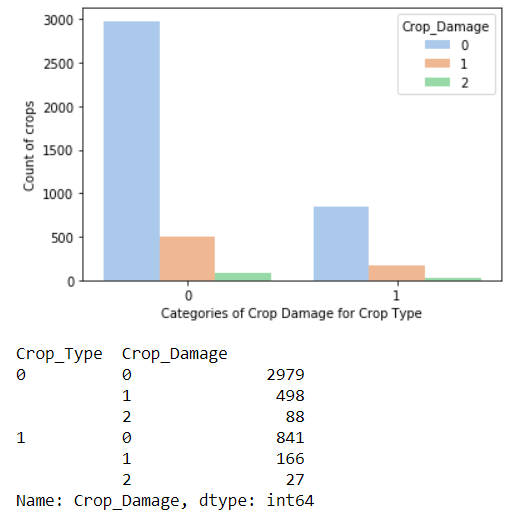 3000
2500
2000
1500
1000
500
0
Count of crops
Crop_Damage
0
1
2
0 1
Categories of Crop Damage for Crop Type
Crop_Type Crop_Damage
0 0 2979
1 498
2 88
1 0 841
1 166
2 27
Name: Crop_Damage, dtype: int64